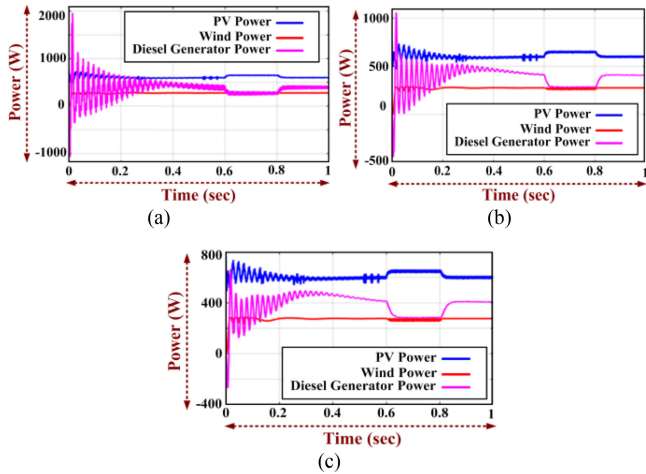 2000
1000
0
-1000
Power (W)
PV Power
Wind Power
Diesel Generator Power
0 0.2 0.4 0.6 0.8 1
Time (sec)
(a)
1000
500
0
-500
Power (W)
PV Power
Wind Power
Diesel Generator Power
0 0.2 0.4 0.6 0.8 1
Time (sec)
(b)
800
400
0
-400
Power (W)
PV Power
Wind Power
Diesel Generator Power
0 0.2 0.4 0.6 0.8 1
Time (sec)
(c)